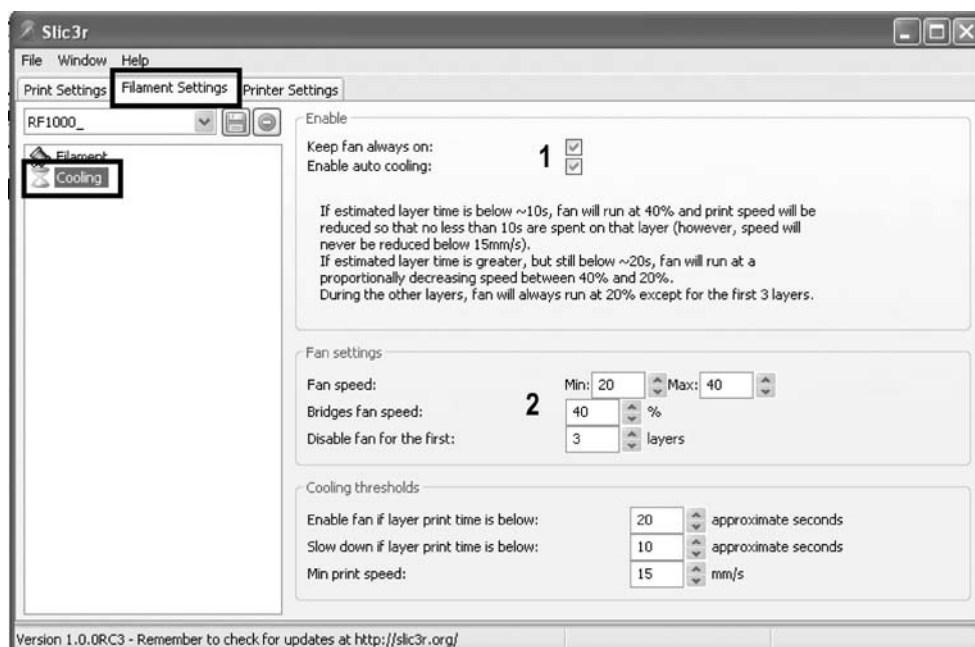 Slic3r
File Window Help
Print Settings Filament Settings Printer Settings
RF1000_
Filament
Cooling
Enable
Keep fan always on:
Enable auto cooling:
1
If estimated layer time is below ~10s, fan will run at 40% and print speed will be
reduced so that no less than 10s are spent on that layer (however, speed will
never be reduced below 15mm/s).
If estimated layer time is greater, but still below ~20s, fan will run at a
proportionally decreasing speed between 40% and 20%.
During the other layers, fan will always run at 20% except for the first 3 layers.
Fan settings
Fan speed: Min: 20 Max: 40
Bridges fan speed: 2 40 %
Disable fan for the first: 3 layers
Cooling thresholds
Enable fan if layer print time is below: 20 approximate seconds
Slow down if layer print time is below: 10 approximate seconds
Min print speed: 15 mm/s
Version 1.0.0RC3 - Remember to check for updates at http://slic3r.org/